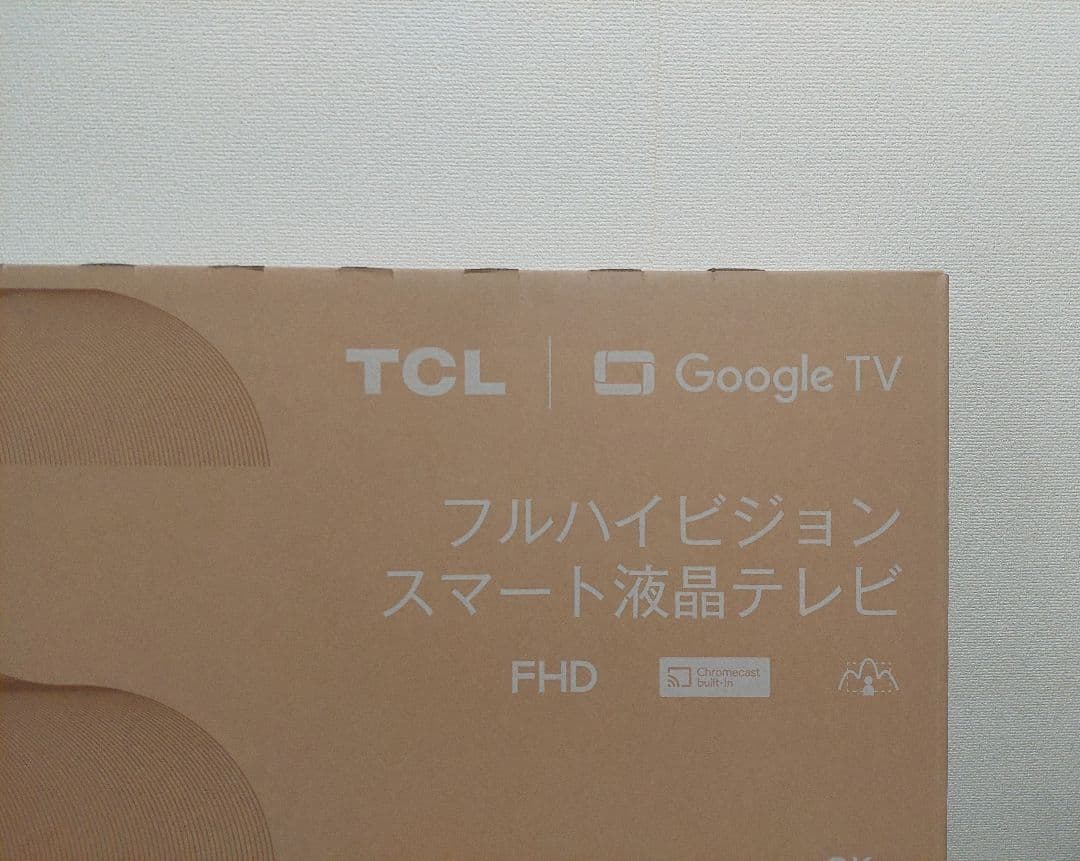 TCL Google TV
フルハイビジョン
スマート液晶テレビ
FHD Chromecast
built-in